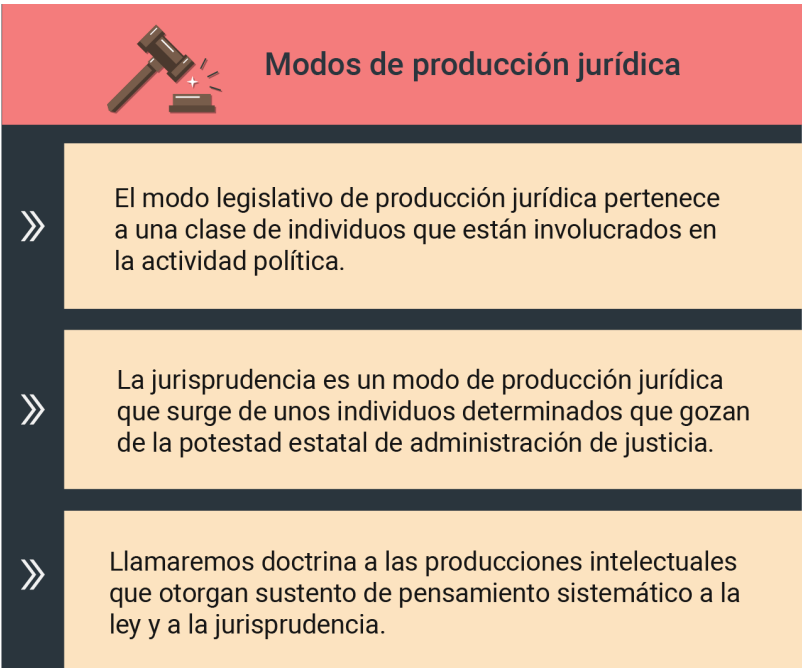 Modos de producción jurídica
El modo legislativo de producción jurídica pertenece
a una clase de individuos que están involucrados en
la actividad política.
La jurisprudencia es un modo de producción jurídica
que surge de unos individuos determinados que gozan
de la potestad estatal de administración de justicia.
Llamaremos doctrina a las producciones intelectuales
que otorgan sustento de pensamiento sistemático a la
ley y a la jurisprudencia.